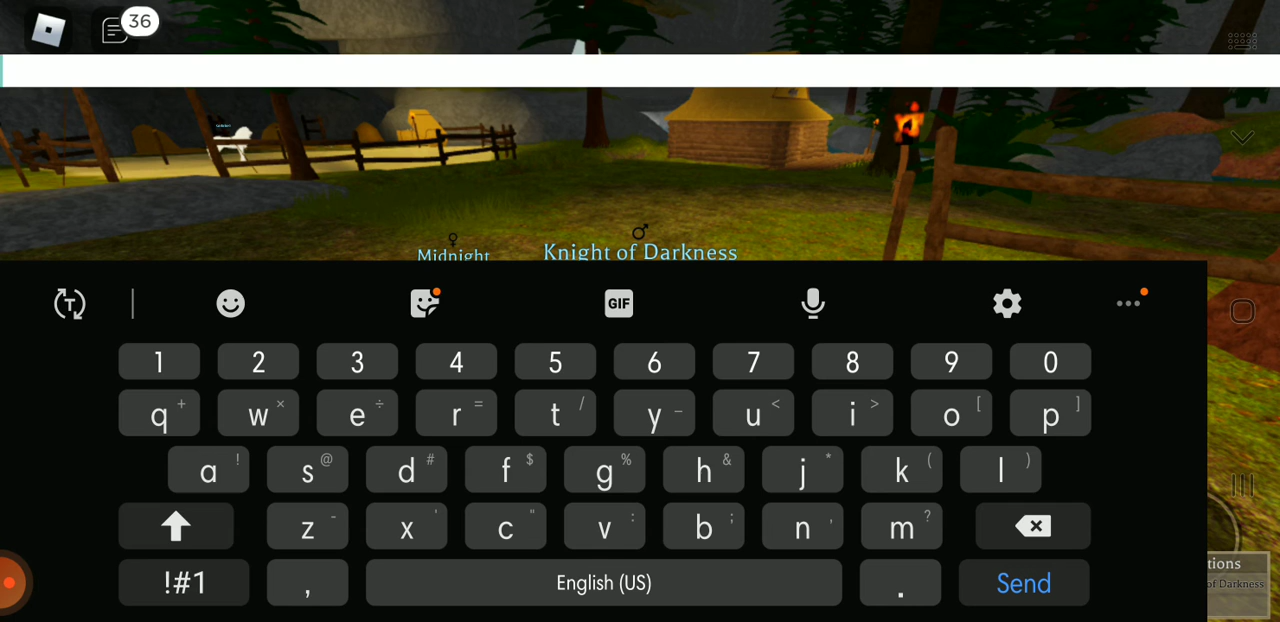 36
Midnight
Knight of Darkness
T
GIF
1 2 3 4 5 6 7 8 9 0
q + w × e ÷ r = t / y _ u < i > o [ p ]
a ! s @ d # f $ g % h & j * k ( l )
z - x ' c " v : b ; n , m ?
!#1 , English (US) . Send
tions
of Darkness